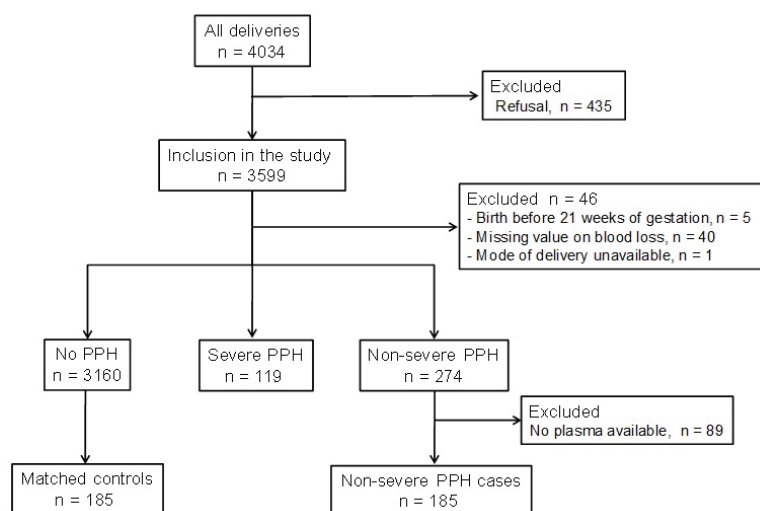 All deliveries
n = 4034
Excluded
Refusal, n = 435
Inclusion in the study
n = 3599
Excluded n = 46
- Birth before 21 weeks of gestation, n = 5
- Missing value on blood loss, n = 40
- Mode of delivery unavailable, n = 1
No PPH
n = 3160
Severe PPH
n = 119
Non-severe PPH
n = 274
Excluded
No plasma available, n = 89
Matched controls
n = 185
Non-severe PPH cases
n = 185